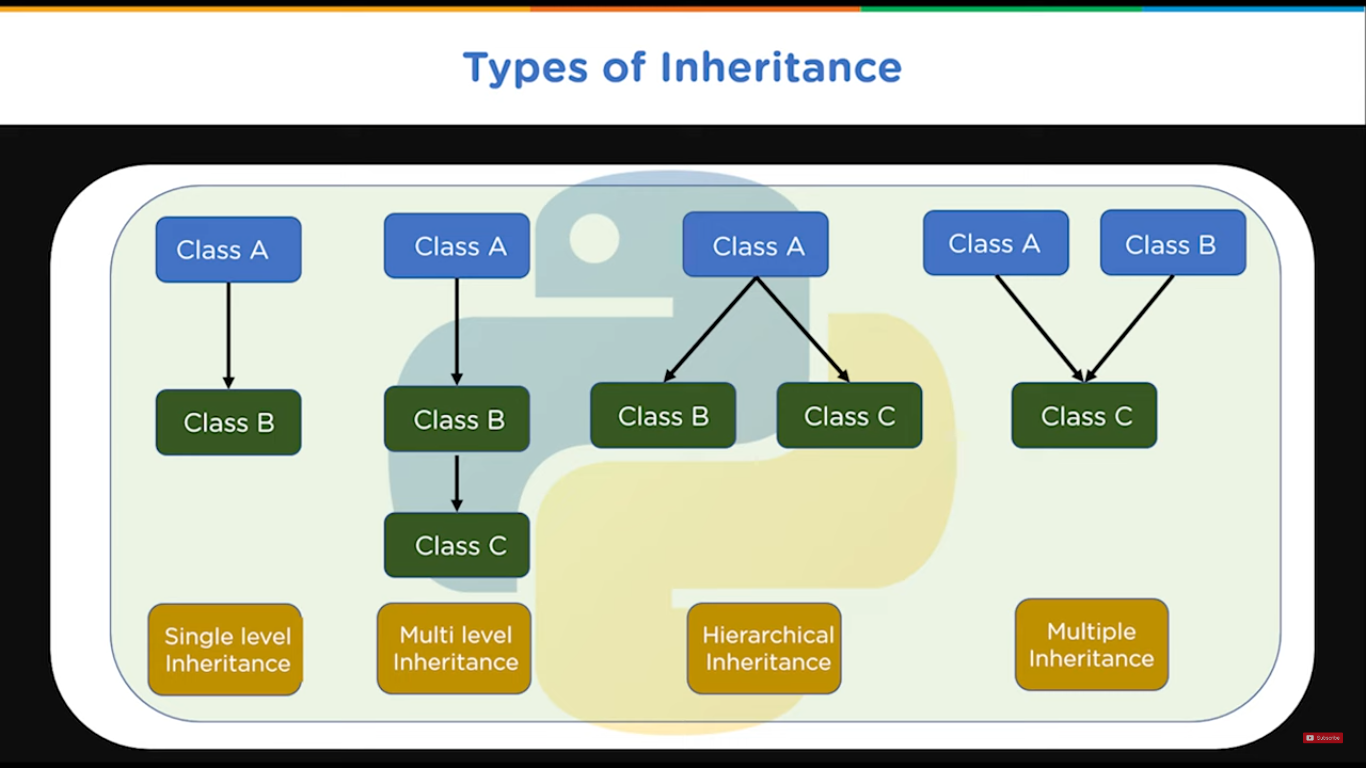 Types of Inheritance
Class A
Class B
Single level
Inheritance
Class A
Class B
Class C
Multi level
Inheritance
Class A
Class B
Class C
Hierarchical
Inheritance
Class A
Class B
Class C
Multiple
Inheritance
Subscribe